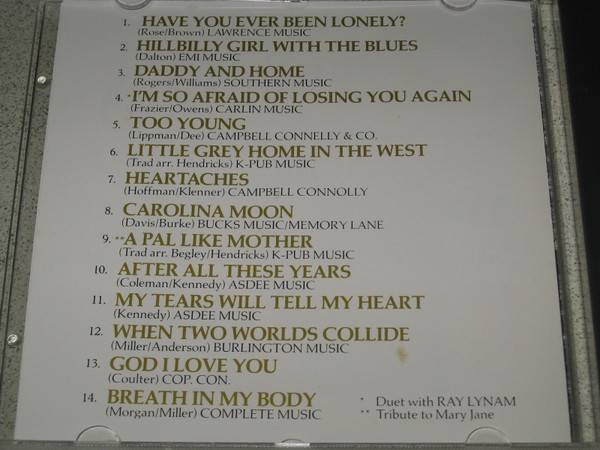 1. HAVE YOU EVER BEEN LONELY?
(Rose/Brown) LAWRENCE MUSIC
2. HILLBILLY GIRL WITH THE BLUES
(Dalton) EMI MUSIC
3. DADDY AND HOME
(Rogers/Williams) SOUTHERN MUSIC
4. *I'M SO AFRAID OF LOSING YOU AGAIN
(Frazier/Owens) CARLIN MUSIC
5. TOO YOUNG
(Lippman/Dee) CAMPBELL CONNELLY & CO.
6. LITTLE GREY HOME IN THE WEST
(Trad arr. Hendricks) K-PUB MUSIC
7. HEARTACHES
(Hoffman/Klenner) CAMPBELL CONNOLLY
8. CAROLINA MOON
(Davis/Burke) BUCKS MUSIC/MEMORY LANE
9. **A PAL LIKE MOTHER
(Trad arr. Begley/Hendricks) K-PUB MUSIC
10. AFTER ALL THESE YEARS
(Coleman/Kennedy) ASDEE MUSIC
11. MY TEARS WILL TELL MY HEART
(Kennedy) ASDEE MUSIC
12. WHEN TWO WORLDS COLLIDE
(Miller/Anderson) BURLINGTON MUSIC
13. GOD I LOVE YOU
(Coulter) COP. CON.
14. BREATH IN MY BODY
(Morgan/Miller) COMPLETE MUSIC
* Duet with RAY LYNAM
** Tribute to Mary Jane